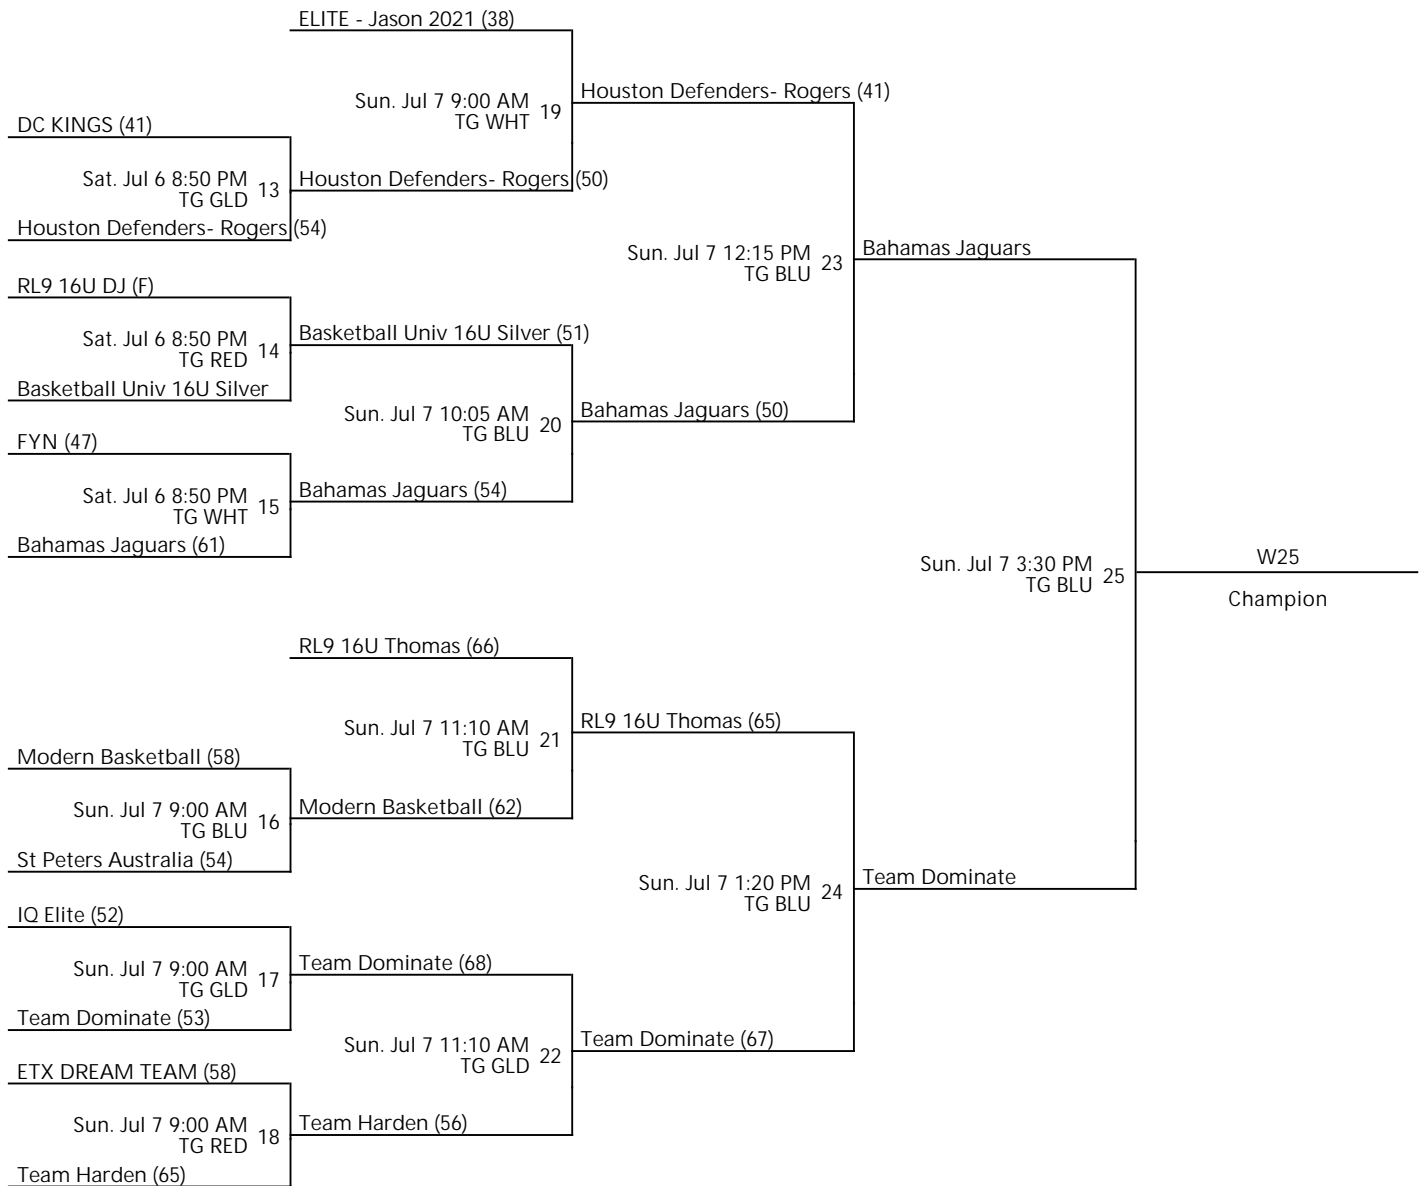 ELITE - Jason 2021 (38)
Sun. Jul 7 9:00 AM
TG WHT
19
Houston Defenders- Rogers (41)
DC KINGS (41)
Sat. Jul 6 8:50 PM
TG GLD
13
Houston Defenders- Rogers (50)
Houston Defenders- Rogers (54)
Sun. Jul 7 12:15 PM
TG BLU
23
Bahamas Jaguars
RL9 16U DJ (F)
Sat. Jul 6 8:50 PM
TG RED
14
Basketball Univ 16U Silver (51)
Basketball Univ 16U Silver
Sun. Jul 7 10:05 AM
TG BLU
20
Bahamas Jaguars (50)
FYN (47)
Sat. Jul 6 8:50 PM
TG WHT
15
Bahamas Jaguars (54)
Bahamas Jaguars (61)
Sun. Jul 7 3:30 PM
TG BLU
25
W25
Champion
RL9 16U Thomas (66)
Sun. Jul 7 11:10 AM
TG BLU
21
RL9 16U Thomas (65)
Modern Basketball (58)
Sun. Jul 7 9:00 AM
TG BLU
16
Modern Basketball (62)
St Peters Australia (54)
Sun. Jul 7 1:20 PM
TG BLU
24
Team Dominate
IQ Elite (52)
Sun. Jul 7 9:00 AM
TG GLD
17
Team Dominate (68)
Team Dominate (53)
Sun. Jul 7 11:10 AM
TG GLD
22
Team Dominate (67)
ETX DREAM TEAM (58)
Sun. Jul 7 9:00 AM
TG RED
18
Team Harden (56)
Team Harden (65)